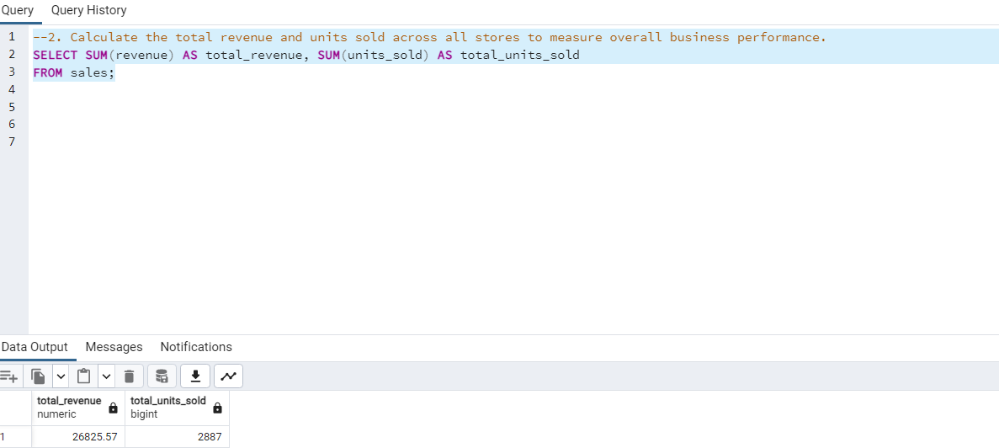 Query Query History
1 --2. Calculate the total revenue and units sold across all stores to measure overall business performance.
2 SELECT SUM(revenue) AS total_revenue, SUM(units_sold) AS total_units_sold
3 FROM sales;
4
5
6
7
Data Output Messages Notifications
total_revenue total_units_sold
numeric bigint
1 26825.57 2887